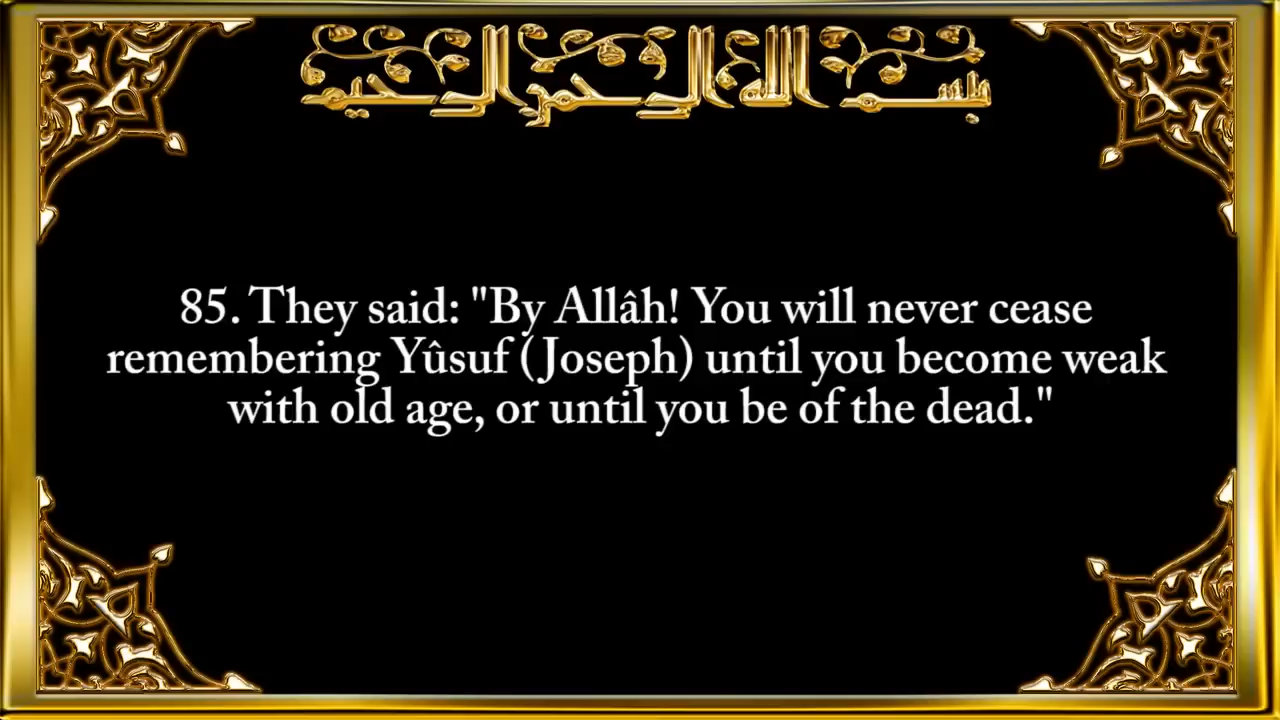 بسم الله الرحمن الرحيم
85. They said: "By Allâh! You will never cease
remembering Yûsuf (Joseph) until you become weak
with old age, or until you be of the dead."